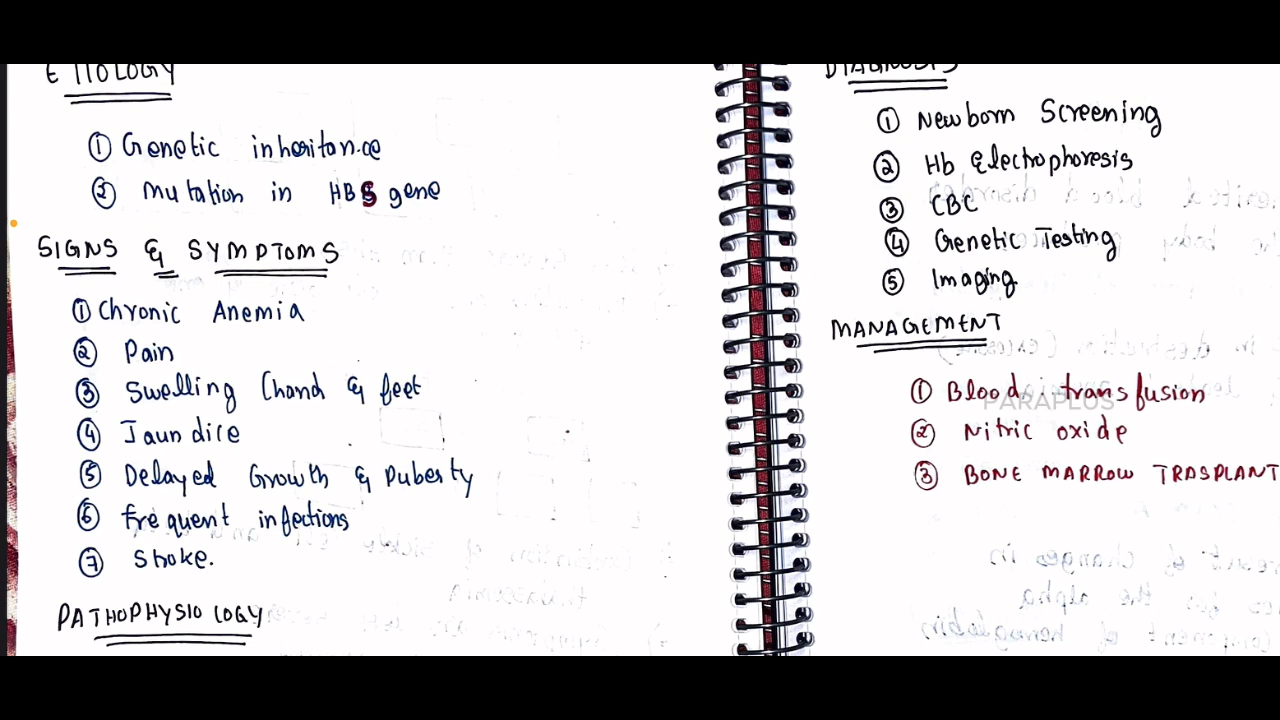 ETIOLOGY
① Genetic inheritance
② Mutation in HBS gene
SIGNS & SYMPTOMS
① Chronic Anemia
② Pain
③ Swelling (hand & feet
④ Jaundice
⑤ Delayed Growth & Puberty
⑥ Frequent infections
⑦ Stroke.
PATHOPHYSIOLOGY
DIAGNOSIS
① Newborn Screening
② Hb Electrophoresis
③ CBC
④ Genetic Testing
⑤ Imaging
MANAGEMENT
① Blood transfusion
PARAPLUS
② Nitric oxide
③ BONE MARROW TRASPLANT